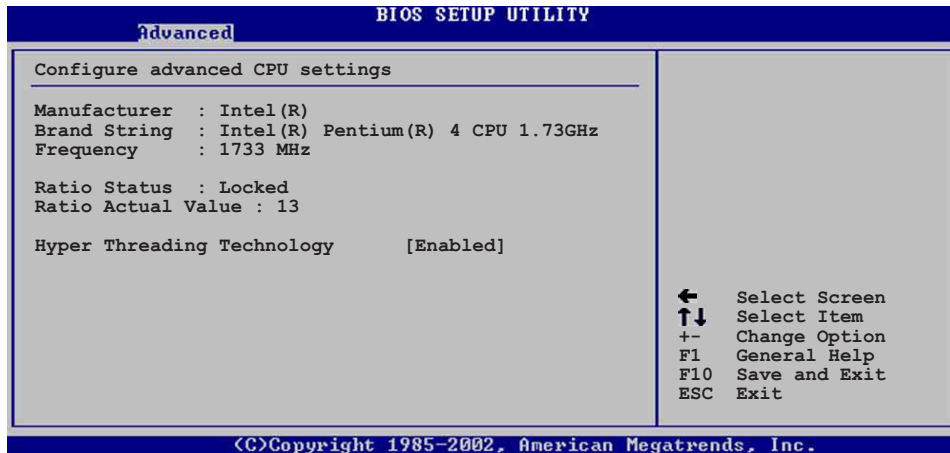 BIOS SETUP UTILITY
Advanced
Configure advanced CPU settings
Manufacturer : Intel(R)
Brand String : Intel(R) Pentium(R) 4 CPU 1.73GHz
Frequency : 1733 MHz
Ratio Status : Locked
Ratio Actual Value : 13
Hyper Threading Technology [Enabled]
← Select Screen
↑↓ Select Item
+- Change Option
F1 General Help
F10 Save and Exit
ESC Exit
(C)Copyright 1985-2002, American Megatrends, Inc.